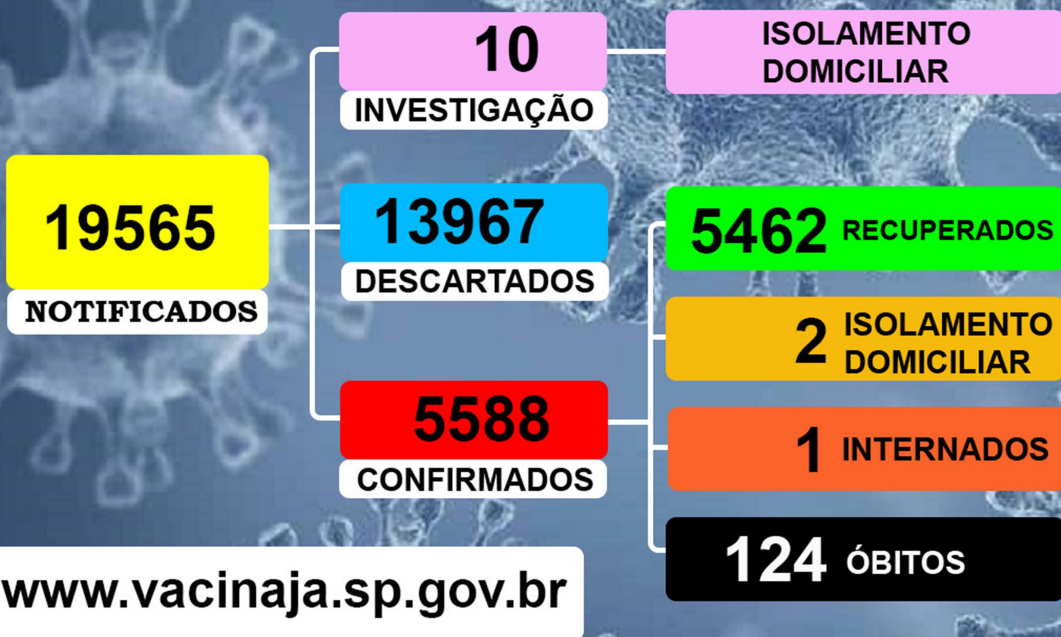 10
INVESTIGAÇÃO
ISOLAMENTO
DOMICILIAR
19565
NOTIFICADOS
13967
DESCARTADOS
5462 RECUPERADOS
2 ISOLAMENTO
DOMICILIAR
5588
CONFIRMADOS
1 INTERNADOS
124 ÓBITOS
www.vacinaja.sp.gov.br